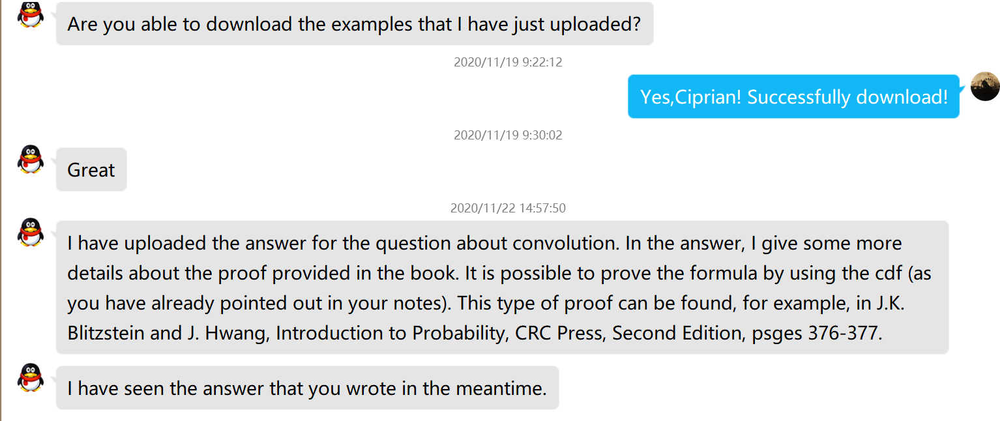 Are you able to download the examples that I have just uploaded?
2020/11/19 9:22:12
Yes,Ciprian! Successfully download!
2020/11/19 9:30:02
Great
2020/11/22 14:57:50
I have uploaded the answer for the question about convolution. In the answer, I give some more
details about the proof provided in the book. It is possible to prove the formula by using the cdf (as
you have already pointed out in your notes). This type of proof can be found, for example, in J.K.
Blitzstein and J. Hwang, Introduction to Probability, CRC Press, Second Edition, psges 376-377.
I have seen the answer that you wrote in the meantime.